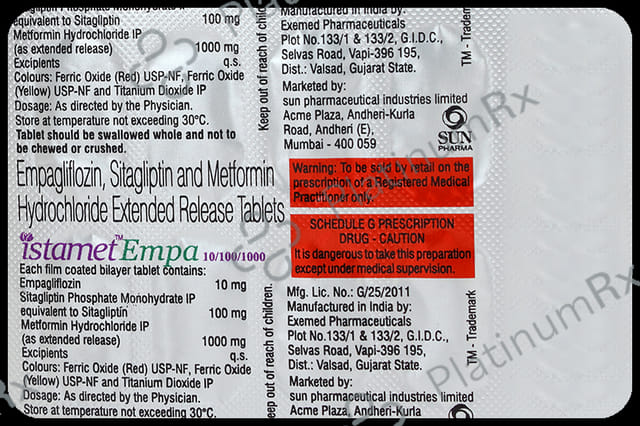 equivalent to Sitagliptin 100 mg
Metformin Hydrochloride IP
(as extended release) 1000 mg
Excipients q.s.
Colours: Ferric Oxide (Red) USP-NF, Ferric Oxide
(Yellow) USP-NF and Titanium Dioxide IP
Dosage: As directed by the Physician.
Store at temperature not exceeding 30°C.
Tablet should be swallowed whole and not to
be chewed or crushed.
Empagliflozin, Sitagliptin and Metformin
Hydrochloride Extended Release Tablets
istamet™ Empa 10/100/1000
Each film coated bilayer tablet contains:
Empagliflozin 10 mg
Sitagliptin Phosphate Monohydrate IP
equivalent to Sitagliptin 100 mg
Metformin Hydrochloride IP
(as extended release) 1000 mg
Excipients q.s.
Colours: Ferric Oxide (Red) USP-NF, Ferric Oxide
(Yellow) USP-NF and Titanium Dioxide IP
Dosage: As directed by the Physician.
Store at temperature not exceeding 30°C.
Keep out of reach of children.
Keep out of reach of children.
Manufactured in India by:
Exemed Pharmaceuticals
Plot No.133/1 & 133/2, G.I.D.C.,
Selvas Road, Vapi-396 195,
Dist.: Valsad, Gujarat State.
Marketed by:
sun pharmaceutical industries limited
Acme Plaza, Andheri-Kurla
Road, Andheri (E),
Mumbai - 400 059
SUN
PHARMA
TM - Tradem
Warning: To be sold by retail on the
prescription of a Registered Medical
Practitioner only.
SCHEDULE G PRESCRIPTION
DRUG - CAUTION
It is dangerous to take this preparation
except under medical supervision.
Mfg. Lic. No.: G/25/2011
Manufactured in India by:
Exemed Pharmaceuticals
Plot No.133/1 & 133/2, G.I.D.C.,
Selvas Road, Vapi-396 195,
Dist.: Valsad, Gujarat State.
Marketed by:
sun pharmaceutical industries limited
Acme Plaza, Andheri-Kurla
TM - Trademark
PlatinumRx
PlatinumRx